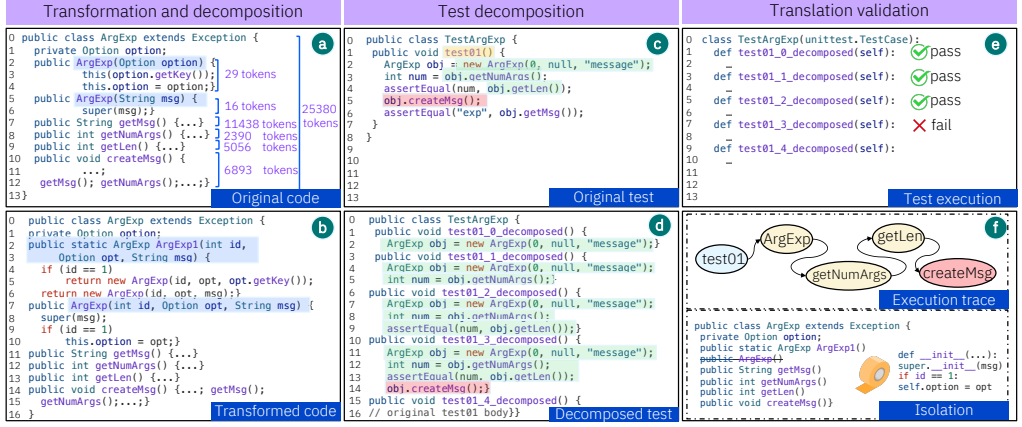 Transformation and decomposition
a
0 public class ArgExp extends Exception {
1 private Option option;
2 public ArgExp(Option option) {
3 this(option.getKey());
4 this.option = option;}
5 public ArgExp(String msg) {
6 super(msg);}
7 public String getMsg() {...}
8 public int getNumArgs() {...}
9 public int getLen() {...}
10 public void createMsg() {
11 ...;
12 getMsg(); getNumArgs();...;}
13}
29 tokens
16 tokens
11438 tokens
2390 tokens
5056 tokens
6893 tokens
25380
tokens
Original code
b
0 public class ArgExp extends Exception {
1 private Option option;
2 public static ArgExp ArgExp1(int id,
3 Option opt, String msg) {
4 if (id == 1)
5 return new ArgExp(id, opt, opt.getKey());
6 return new ArgExp(id, opt, msg);}
7 public ArgExp(int id, Option opt, String msg) {
8 super(msg);
9 if (id == 1)
10 this.option = opt;}
11 public String getMsg() {...}
12 public int getNumArgs() {...}
13 public int getLen() {...}
14 public void createMsg() {...; getMsg();
15 getNumArgs();...;}
16 }
Transformed code
Test decomposition
c
0 public class TestArgExp {
1 public void test01() {
2 ArgExp obj = new ArgExp(0, null, "message");
3 int num = obj.getNumArgs();
4 assertEqual(num, obj.getLen());
5 obj.createMsg();
6 assertEqual("exp", obj.getMsg());
7 }
8 }
9
10
11
12
13
Original test
d
0 public class TestArgExp {
1 public void test01_0_decomposed() {
2 ArgExp obj = new ArgExp(0, null, "message");}
3 public void test01_1_decomposed() {
4 ArgExp obj = new ArgExp(0, null, "message");
5 int num = obj.getNumArgs();}
6 public void test01_2_decomposed() {
7 ArgExp obj = new ArgExp(0, null, "message");
8 int num = obj.getNumArgs();
9 assertEqual(num, obj.getLen());}
10 public void test01_3_decomposed() {
11 ArgExp obj = new ArgExp(0, null, "message");
12 int num = obj.getNumArgs();
13 assertEqual(num, obj.getLen());
14 obj.createMsg();}
15 public void test01_4_decomposed() {
16 // original test01 body}}
Decomposed test
Translation validation
e
0 class TestArgExp(unittest.TestCase):
1 def test01_0_decomposed(self):
2 …
3 def test01_1_decomposed(self):
4 …
5 def test01_2_decomposed(self):
6 …
7 def test01_3_decomposed(self):
8 …
9 def test01_4_decomposed(self):
10 …
11
12
13
pass
pass
pass
fail
Test execution
f
test01
ArgExp
getNumArgs
getLen
createMsg
Execution trace
public class ArgExp extends Exception {
private Option option;
public static ArgExp ArgExp1()
public ArgExp()
public String getMsg()
public int getNumArgs()
public int getLen()
public void createMsg()}
def __init__(...):
super.__init__(msg)
if id == 1:
self.option = opt
Isolation